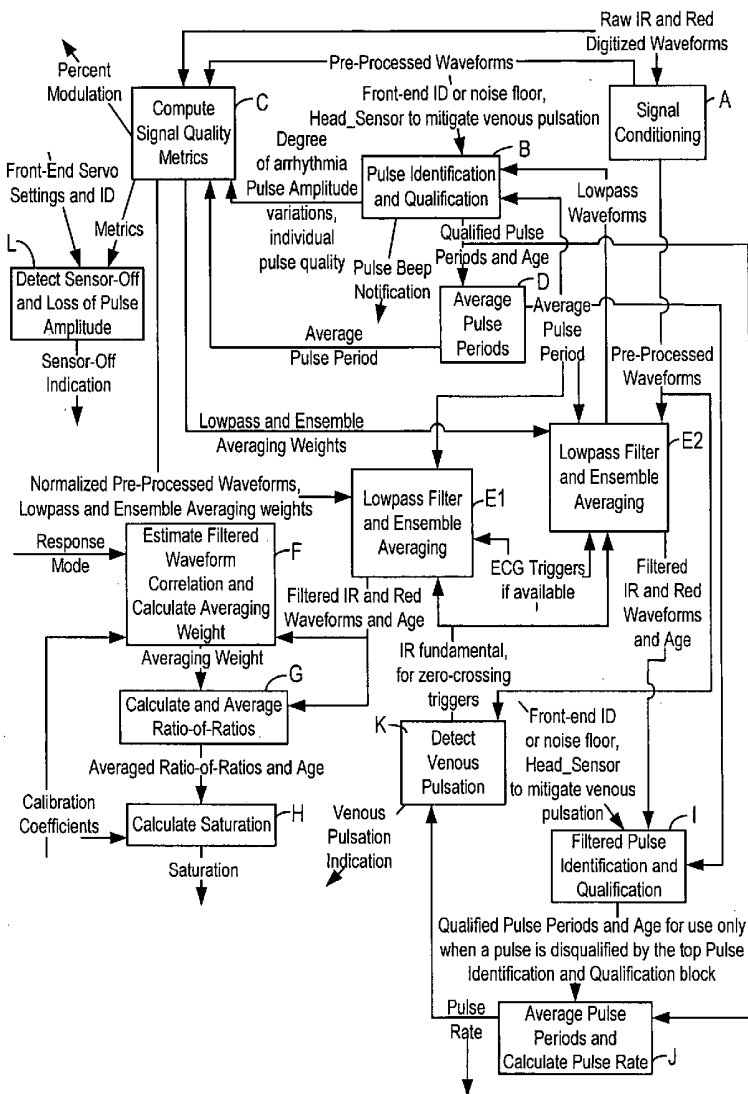 Raw IR and Red
Digitized Waveforms
Percent
Modulation
Pre-Processed Waveforms
C
Compute
Signal Quality
Metrics
Front-end ID or noise floor,
Head_Sensor to mitigate venous pulsation
A
Signal
Conditioning
Front-End Servo
Settings and ID
Degree
of arrhythmia
Pulse Amplitude
variations,
individual
pulse quality
B
Pulse Identification
and Qualification
Lowpass
Waveforms
Metrics
L
Detect Sensor-Off
and Loss of Pulse
Amplitude
Qualified Pulse
Periods and Age
Pulse Beep
Notification
D
Average
Pulse
Periods
Average
Pulse
Period
Average
Pulse Period
Sensor-Off
Indication
Pre-Processed
Waveforms
Lowpass and Ensemble
Averaging Weights
E2
Lowpass Filter
and Ensemble
Averaging
Normalized Pre-Processed Waveforms,
Lowpass and Ensemble Averaging weights
E1
Lowpass Filter
and Ensemble
Averaging
Response
Mode
F
Estimate Filtered
Waveform
Correlation and
Calculate Averaging
Weight
ECG Triggers
if available
Filtered
IR and Red
Waveforms
and Age
Filtered IR and Red
Waveforms and Age
Averaging Weight
IR fundamental,
for zero-crossing
triggers
G
Calculate and Average
Ratio-of-Ratios
K
Detect
Venous
Pulsation
Front-end ID
or noise floor,
Head_Sensor
to mitigate venous
pulsation
Averaged Ratio-of-Ratios and Age
Calibration
Coefficients
H
Calculate Saturation
Venous
Pulsation
Indication
I
Filtered Pulse
Identification and
Qualification
Saturation
Qualified Pulse Periods and Age for use only
when a pulse is disqualified by the top Pulse
Identification and Qualification block
Pulse
Rate
Average Pulse
Periods and
Calculate Pulse Rate
J